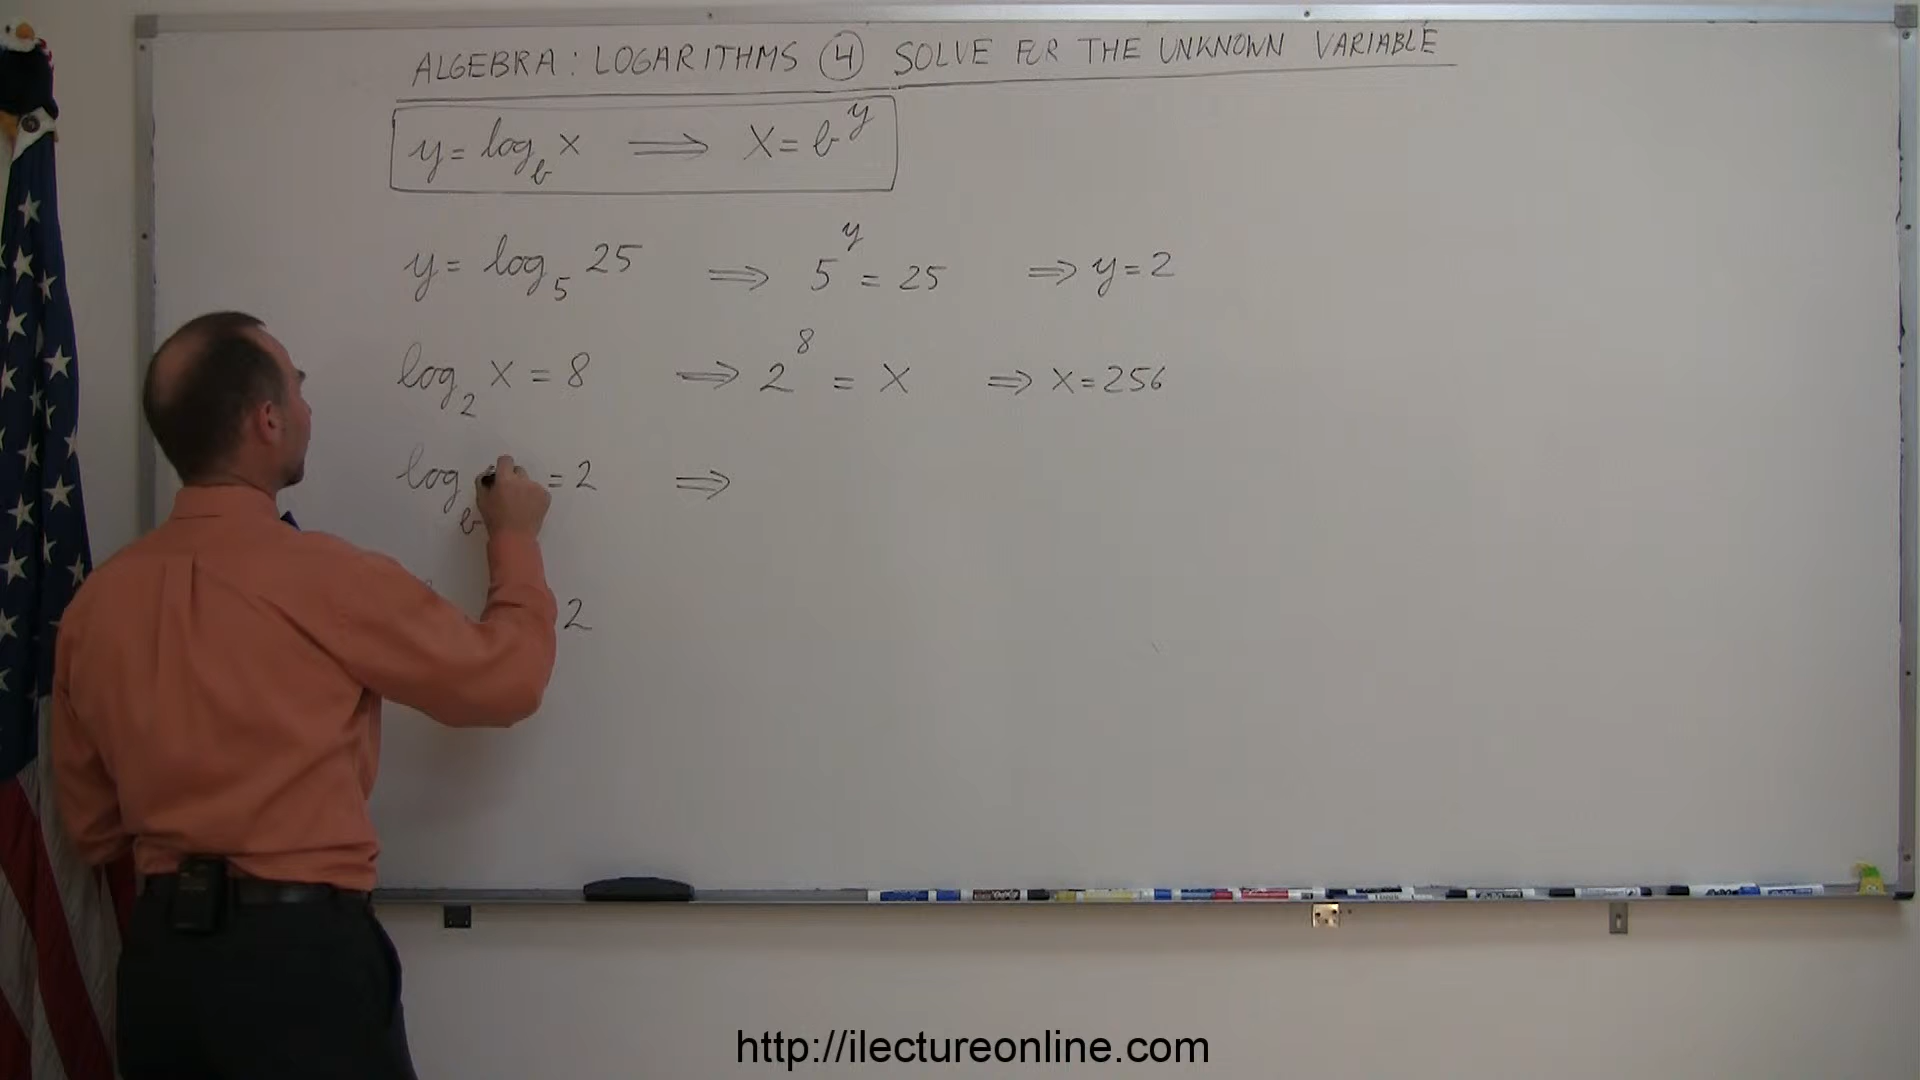 ALGEBRA: LOGARITHMS ④ SOLVE FOR THE UNKNOWN VARIABLE
y = log_b x ⟹ X = b^y
y = log_5 25 ⟹ 5^y = 25 ⟹ y = 2
log_2 x = 8 ⟹ 2^8 = x ⟹ x = 256
log_b = 2 ⟹
2
http://ilectureonline.com